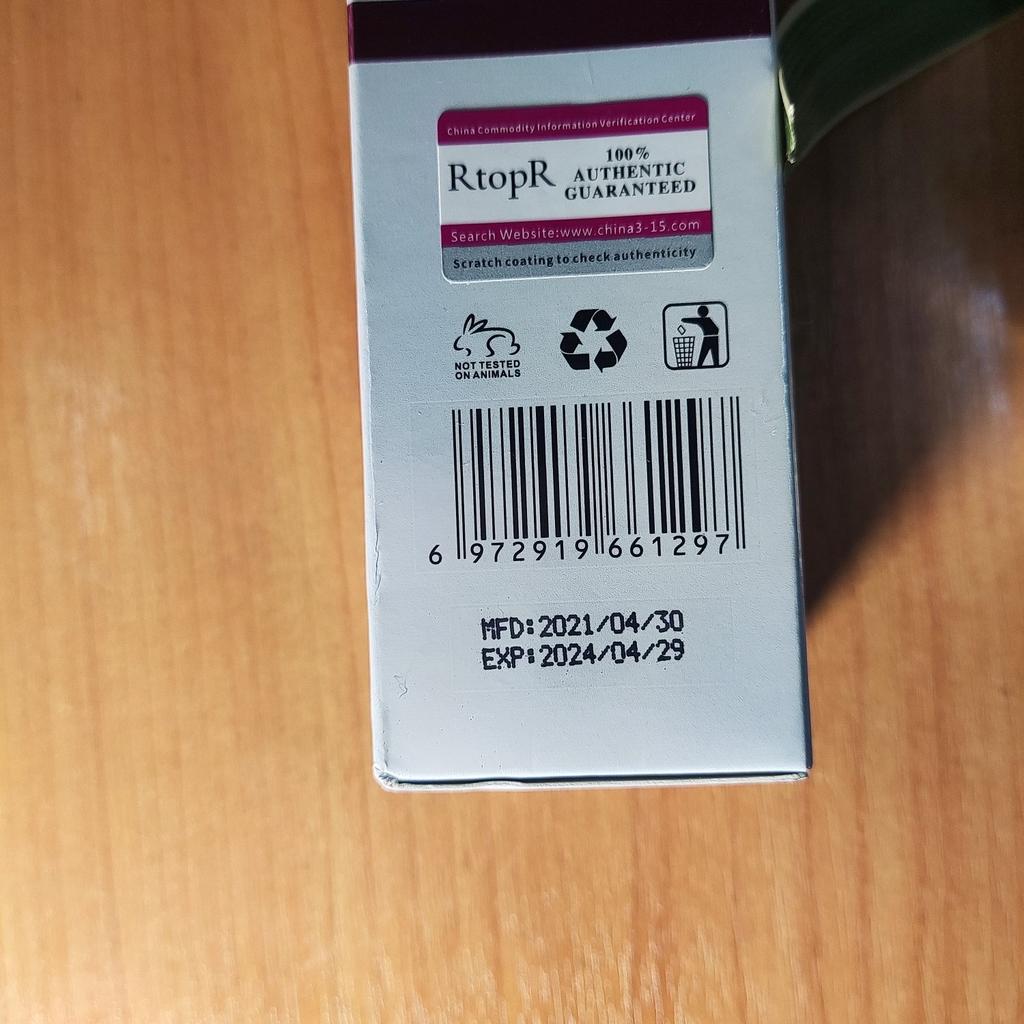 China Commodity Information Verification Center
RtopR
100%
AUTHENTIC
GUARANTEED
Search Website:www.china3-15.com
Scratch coating to check authenticity
NOT TESTED
ON ANIMALS
6 972919 661297
MFD:2021/04/30
EXP:2024/04/29